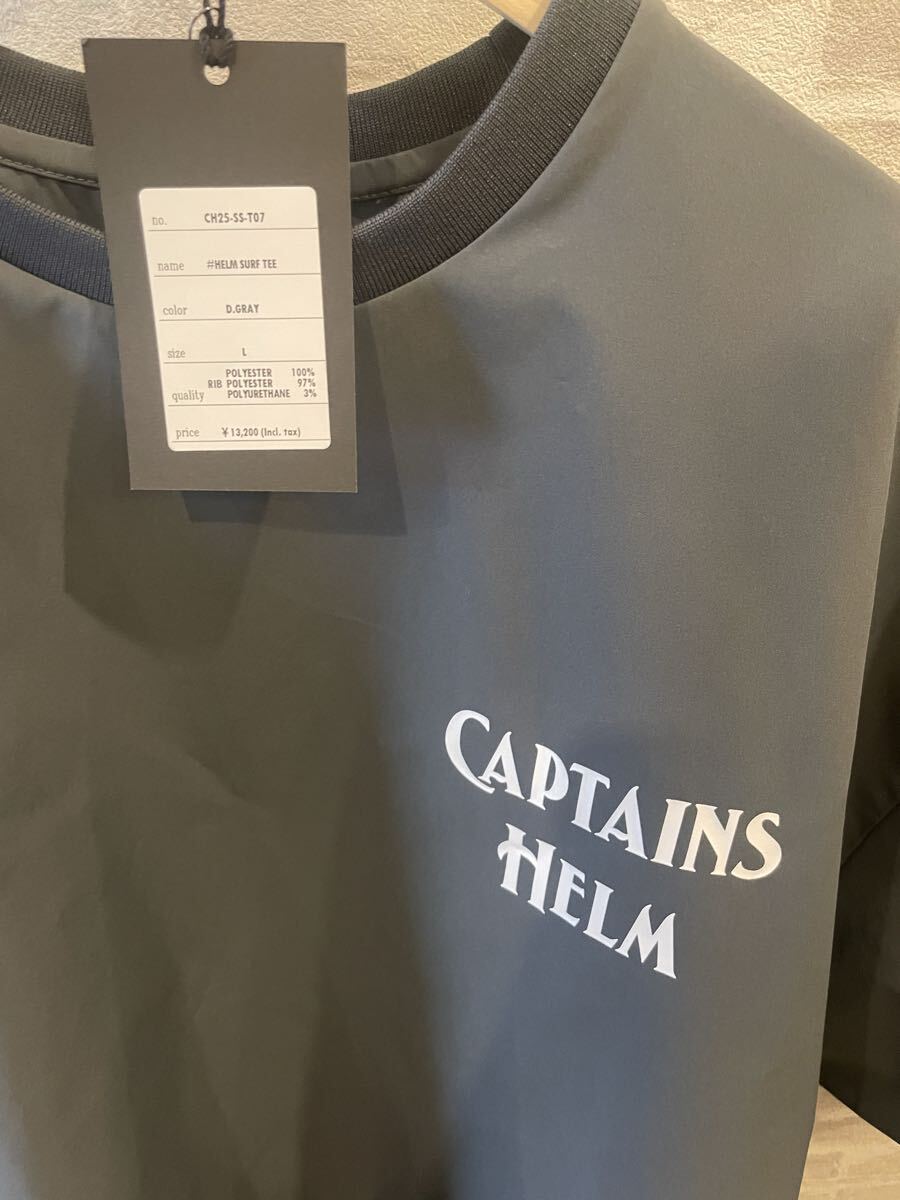 no. CH25-SS-T07
name #HELM SURF TEE
color D.GRAY
size L
POLYESTER 100%
RIB POLYESTER 97%
quality POLYURETHANE 3%
price ¥13,200 (Incl. tax)
CAPTAINS
HELM